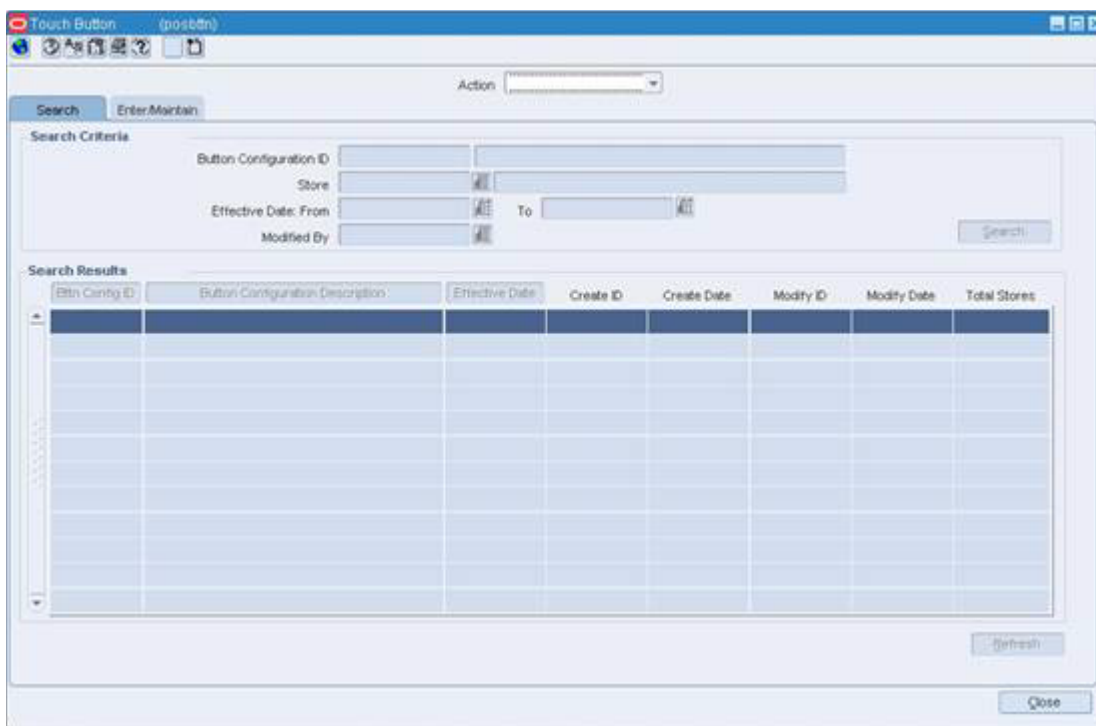 Touch Button (posbttn)
Action
Search Enter/Maintain
Search Criteria
Button Configuration ID
Store
Effective Date: From To
Modified By
Search
Search Results
Bttn Config ID Button Configuration Description Effective Date Create ID Create Date Modify ID Modify Date Total Stores
Refresh
Close